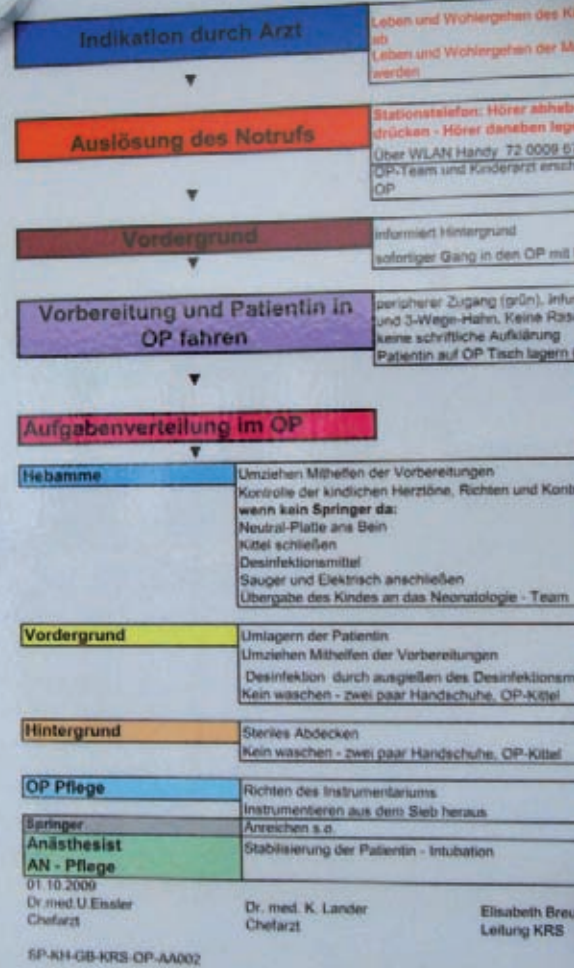 Indikation durch Arzt
Leben und Wohlergehen des
ab
Leben und Wohlergehen der
werden
Auslösung des Notrufs
Stationstelefon: Hörer
drücken - Hörer daneben
Über WLAN Handy 72 0009
OP-Team und Kinderarzt
OP
Vordergrund
informiert Hintergrund
sofortiger Gang in den OP mit
Vorbereitung und Patientin in
OP fahren
peripherer Zugang (grün),
und 3-Wege-Hahn, Keine
keine schriftliche Aufklärung
Patientin auf OP Tisch lagern
Aufgabenverteilung im OP
Hebamme
Umziehen Mithelfen der Vorbereitungen
Kontrolle der kindlichen Herztöne, Richten und
wenn kein Springer da:
Neutral-Platte ans Bein
Kittel schließen
Desinfektionsmittel
Sauger und Elektrisch anschließen
Übergabe des Kindes an das Neonatologie - Team
Vordergrund
Umlagern der Patientin
Umziehen Mithelfen der Vorbereitungen
Desinfektion durch ausgießen des
Kein waschen - zwei paar Handschuhe, OP-Kittel
Hintergrund
Steriles Abdecken
Kein waschen - zwei paar Handschuhe, OP-Kittel
OP Pflege
Richten des Instrumentariums
Instrumentieren aus dem Sieb heraus
Springer
Anreichen s.o.
Anästhesist
AN - Pflege
Stabilisierung der Patientin - Intubation
01.10.2009
Dr.med.U.Eissler
Chefarzt
Dr. med. K. Lander
Chefarzt
Elisabeth
Leitung KRS
SP-KH-GB-KRS-OP-AA002